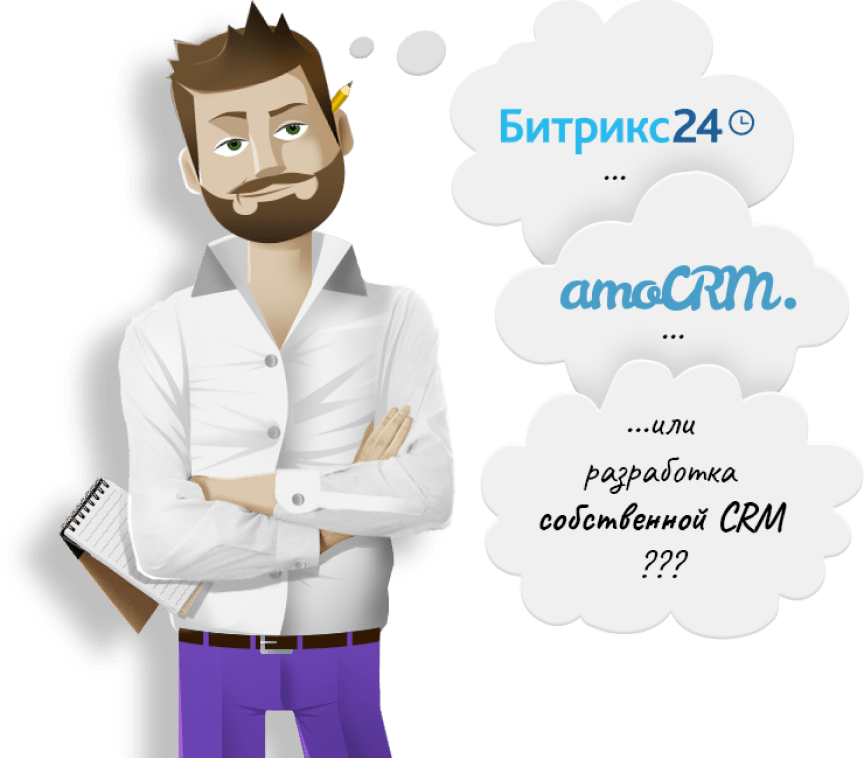 Битрикс24
...
amoCRM.
...
...или
разработка
собственной CRM
???